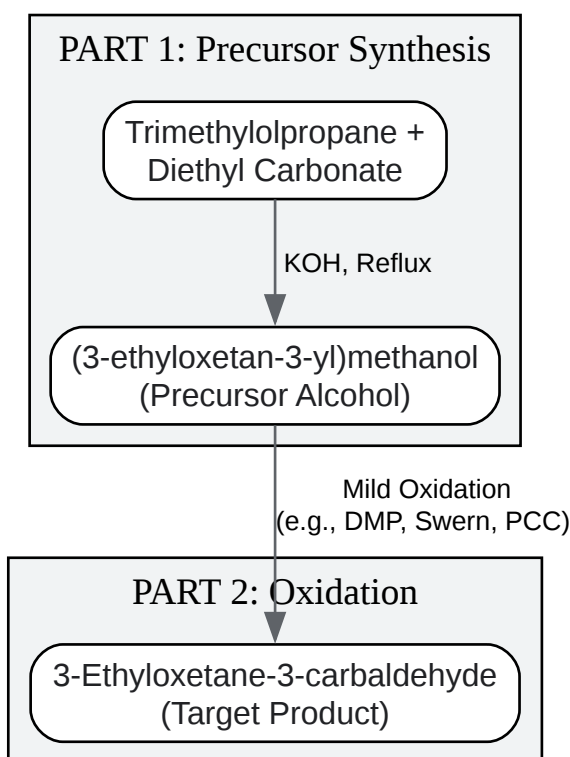 PART 1: Precursor Synthesis
Trimethylolpropane +
Diethyl Carbonate
KOH, Reflux
(3-ethyloxetan-3-yl)methanol
(Precursor Alcohol)
Mild Oxidation
(e.g., DMP, Swern, PCC)
PART 2: Oxidation
3-Ethyloxetane-3-carbaldehyde
(Target Product)